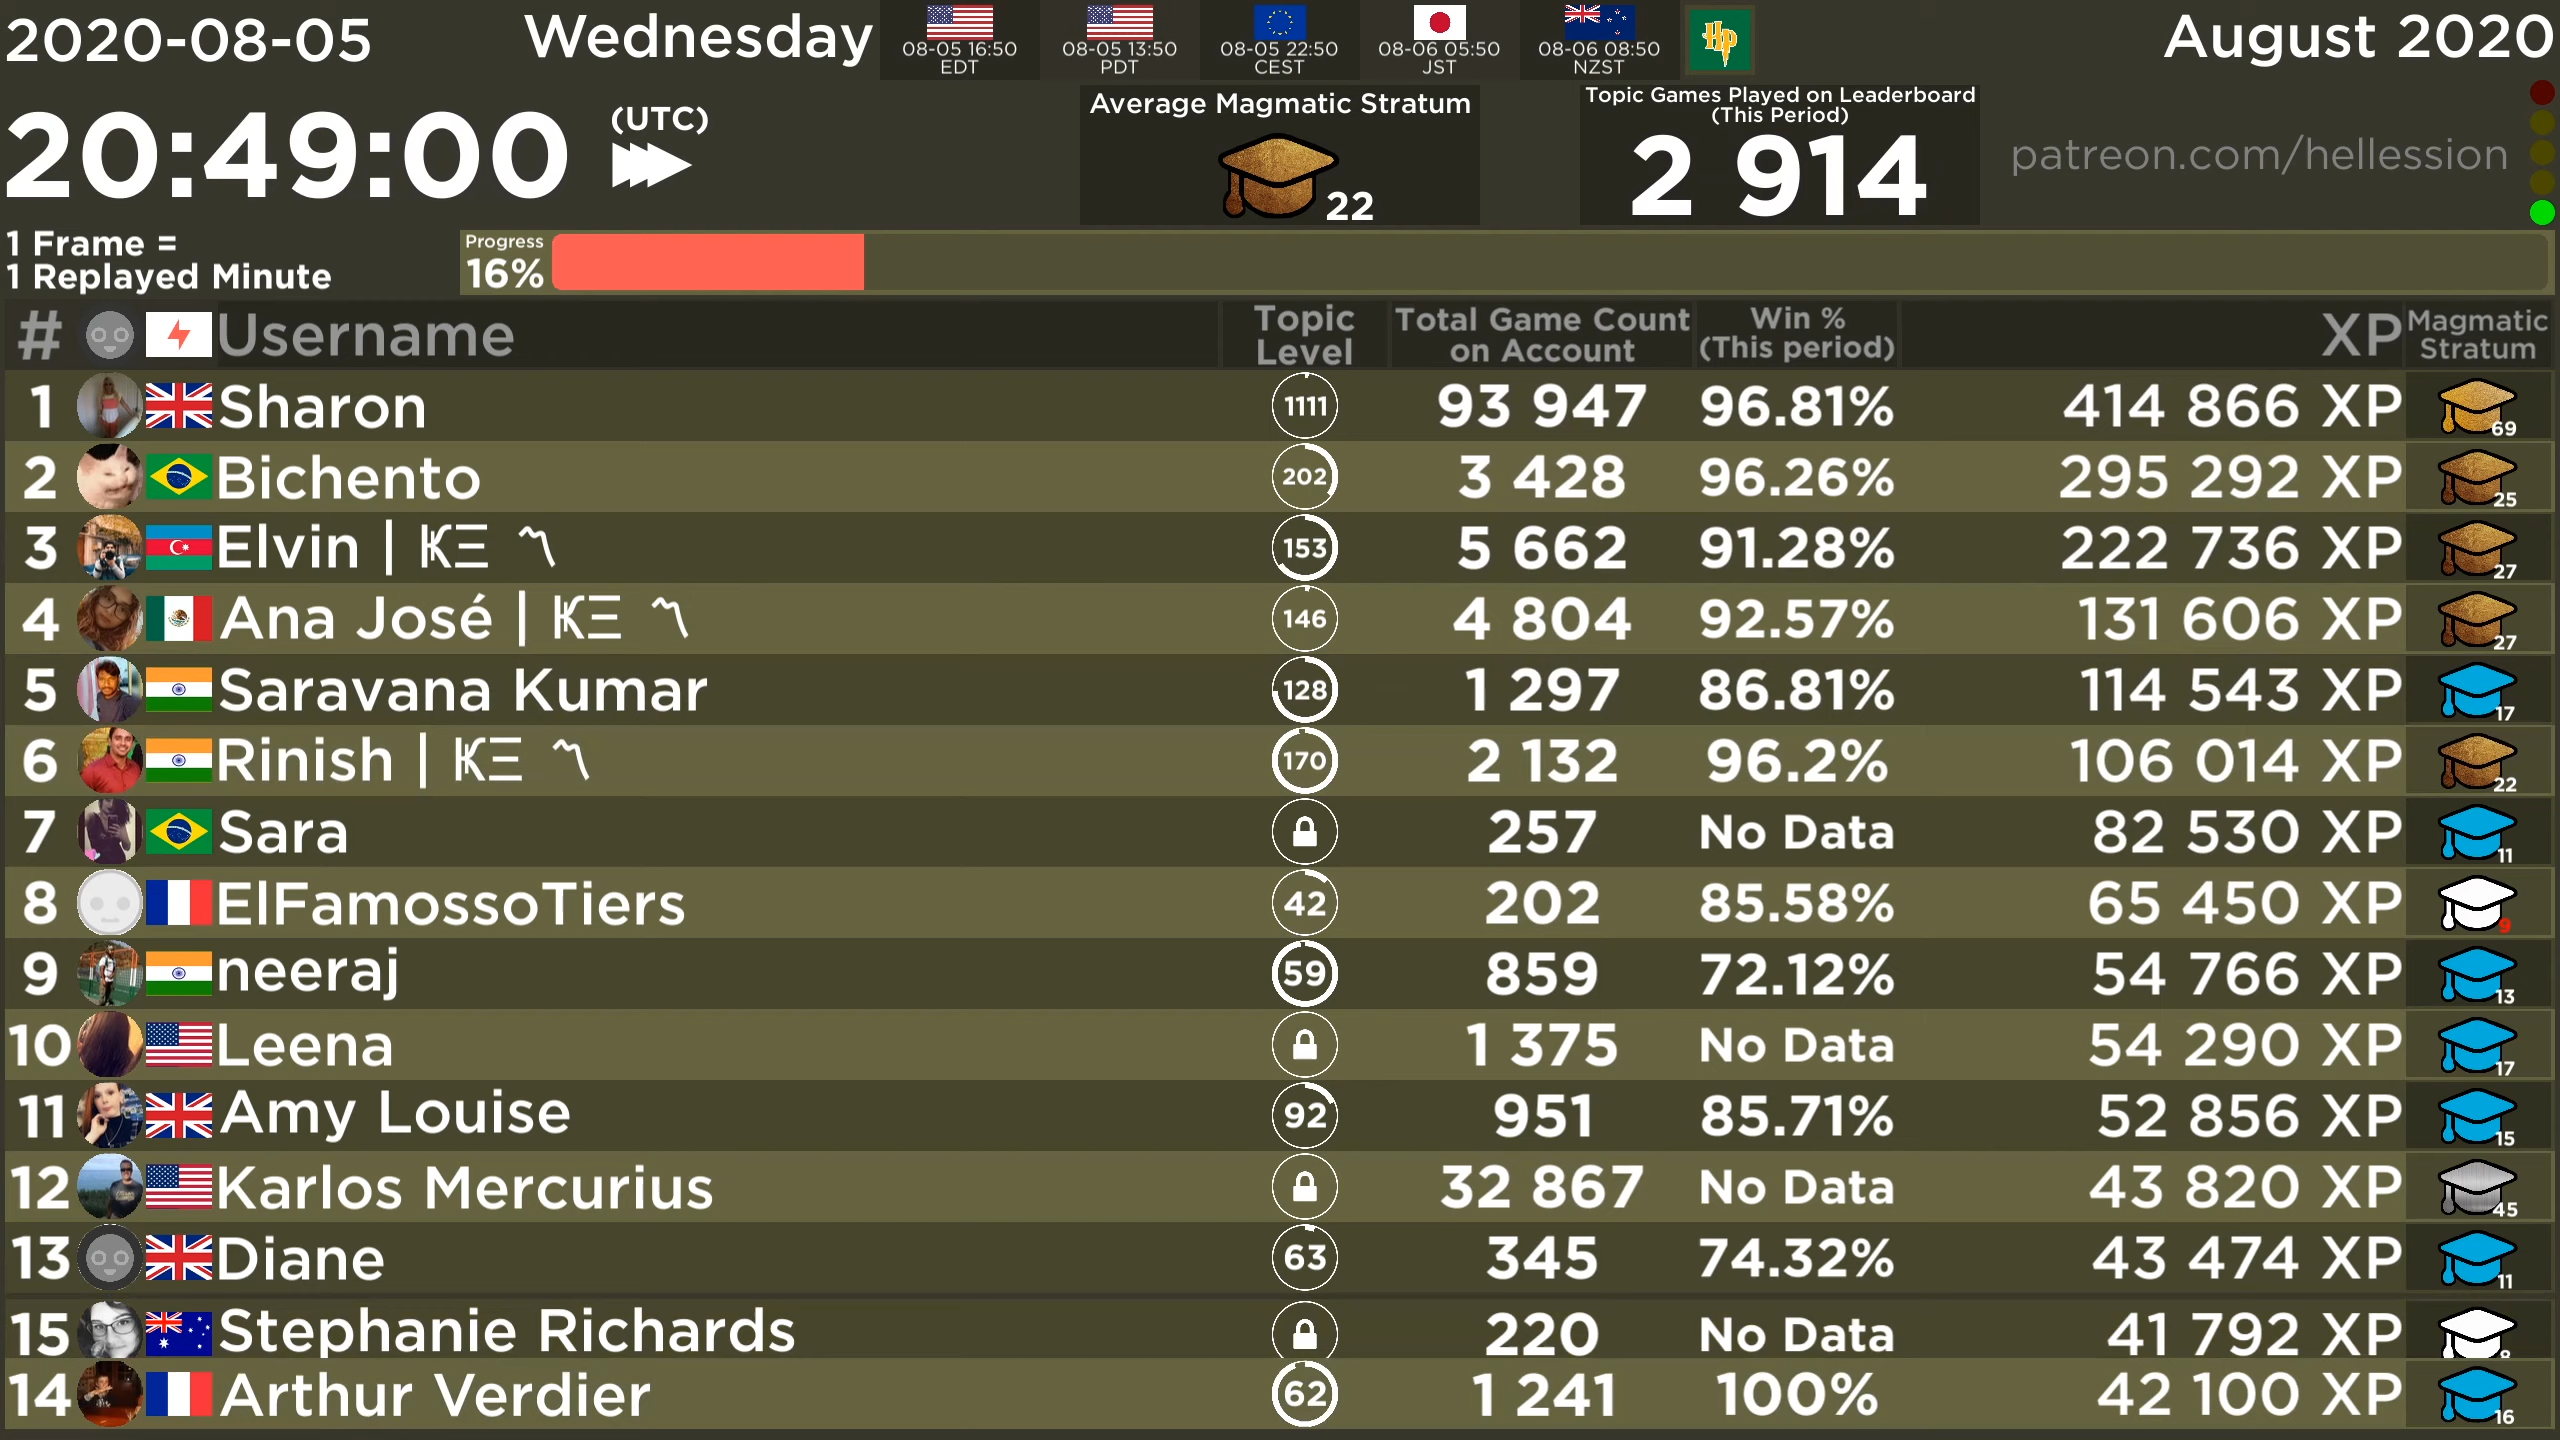 2020-08-05 Wednesday August 2020
08-05 16:50 08-05 13:50 08-05 22:50 08-06 05:50 08-06 08:50
EDT PDT CEST JST NZST
Hp
20:49:00 (UTC)
Average Magmatic Stratum
22
Topic Games Played on Leaderboard
(This Period)
2 914
patreon.com/hellession
1 Frame =
1 Replayed Minute
Progress
16%
# Username Topic Level Total Game Count on Account Win % (This period) XP Magmatic Stratum
1 Sharon 1111 93 947 96.81% 414 866 XP 69
2 Bichento 202 3 428 96.26% 295 292 XP 25
3 Elvin | 153 5 662 91.28% 222 736 XP 27
4 Ana José | 146 4 804 92.57% 131 606 XP 27
5 Saravana Kumar 128 1 297 86.81% 114 543 XP 17
6 Rinish | 170 2 132 96.2% 106 014 XP 22
7 Sara 257 No Data 82 530 XP 11
8 ElFamossoTiers 42 202 85.58% 65 450 XP 9
9 neeraj 59 859 72.12% 54 766 XP 13
10 Leena 1 375 No Data 54 290 XP 17
11 Amy Louise 92 951 85.71% 52 856 XP 15
12 Karlos Mercurius 32 867 No Data 43 820 XP 45
13 Diane 63 345 74.32% 43 474 XP 11
15 Stephanie Richards 220 No Data 41 792 XP
14 Arthur Verdier 62 1 241 100% 42 100 XP 16